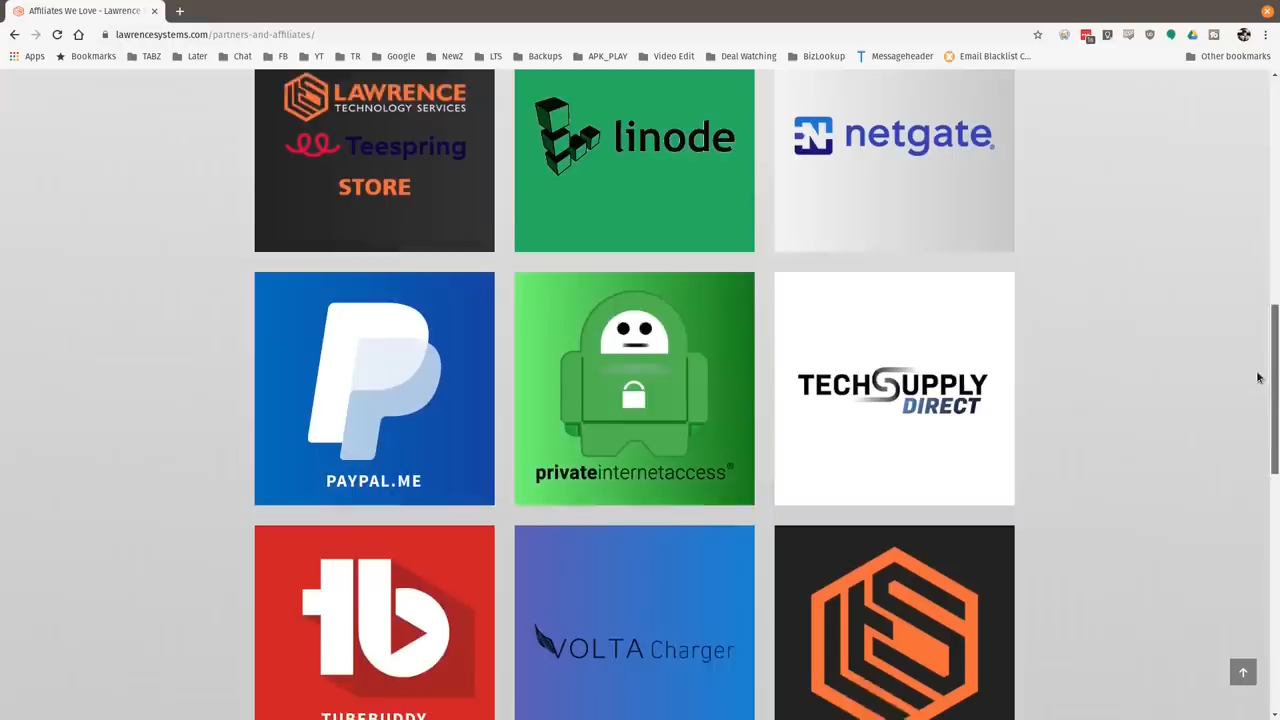 Affiliates We Love - Lawrence
lawrencesystems.com/partners-and-affiliates/
Apps Bookmarks TABZ Later Chat FB YT TR Google NewZ LTS Backups APK_PLAY Video Edit Deal Watching BizLookup Messageheader Email Blacklist C... Other bookmarks
LAWRENCE
TECHNOLOGY SERVICES
Teespring
STORE
linode
netgate
PAYPAL.ME
privateinternetaccess®
TECHSUPPLY
DIRECT
tb
TUBEBUDDY
VOLTA Charger